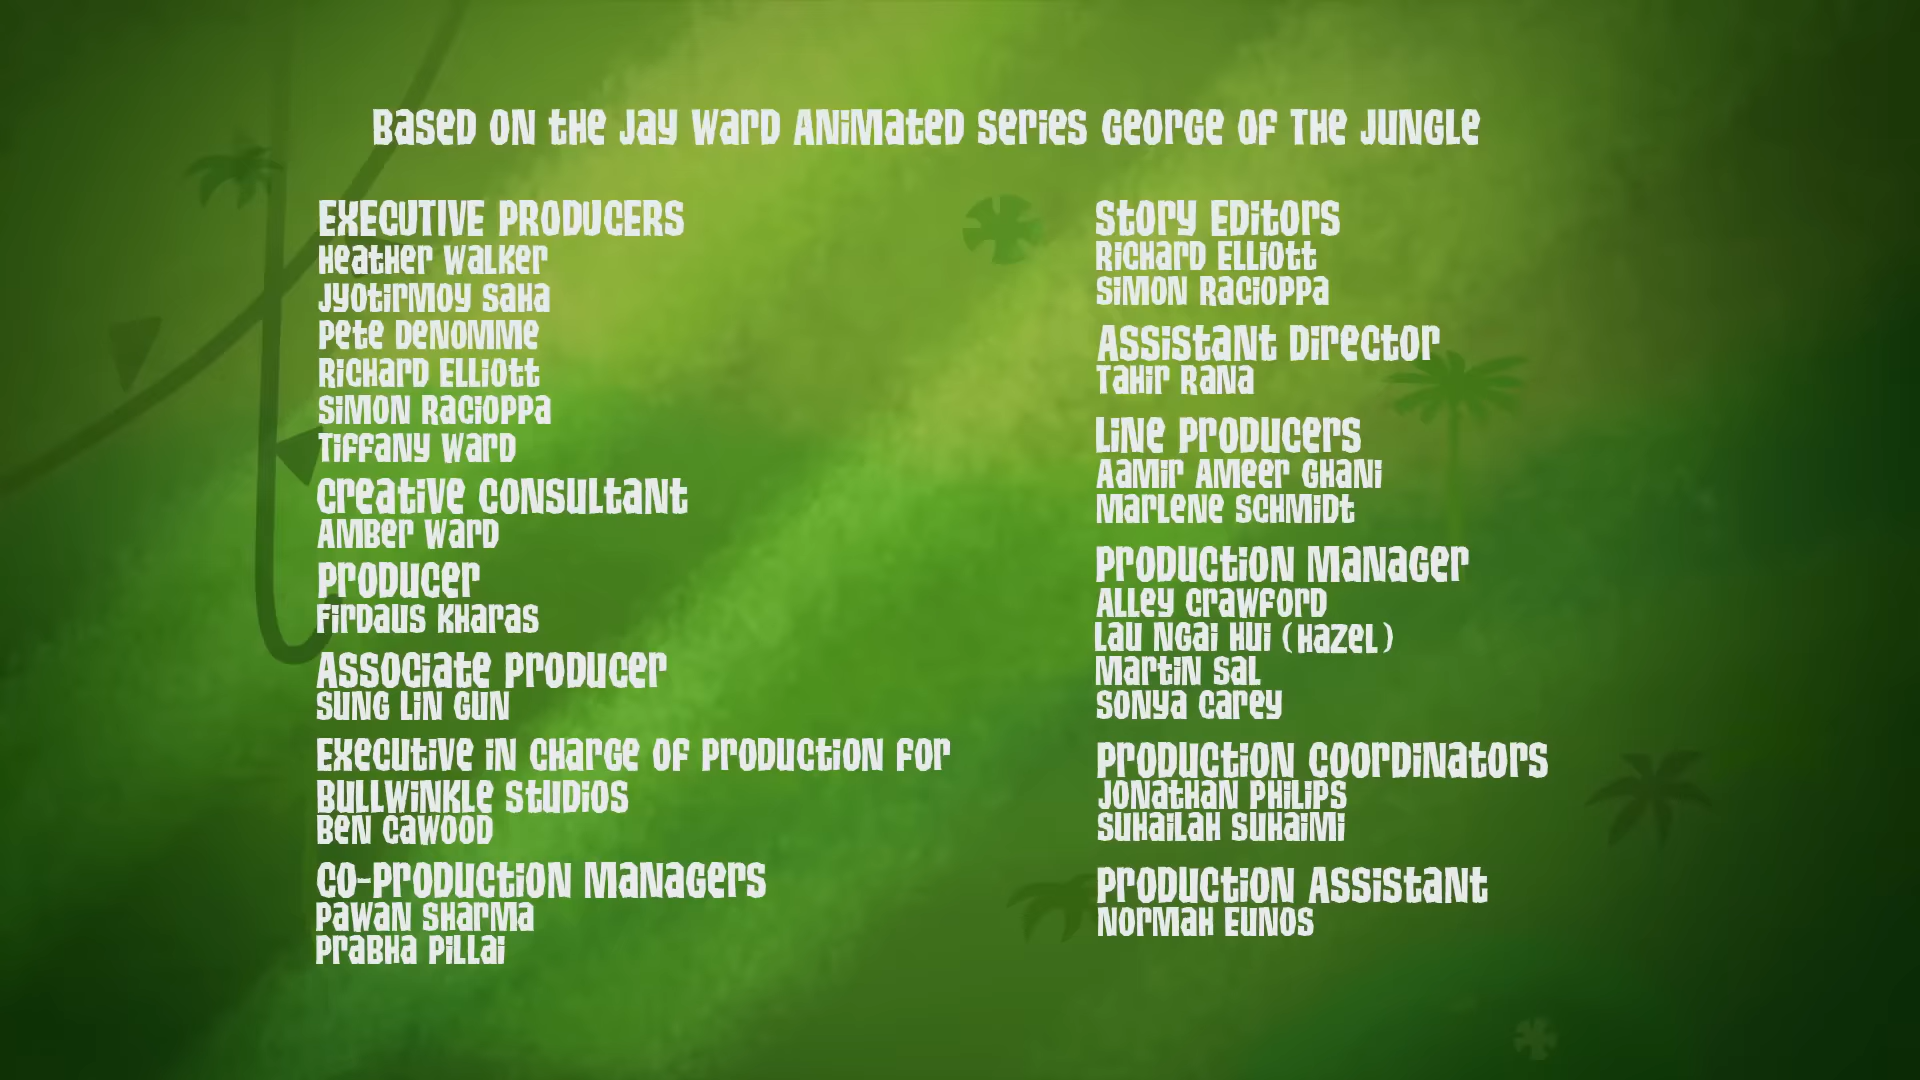 Based on the Jay Ward Animated Series George of the Jungle
Executive Producers
Heather Walker
Jyotirmoy Saha
Pete Denomme
Richard Elliott
Simon Racioppa
Tiffany Ward
Creative Consultant
Amber Ward
Producer
Firdaus Kharas
Associate Producer
Sung Lin Gun
Executive in Charge of Production for
Bullwinkle Studios
Ben Cawood
Co-Production Managers
Pawan Sharma
Prabha Pillai
Story Editors
Richard Elliott
Simon Racioppa
Assistant Director
Tahir Rana
Line Producers
Aamir Ameer Ghani
Marlene Schmidt
Production Manager
Alley Crawford
Lau Ngai Hui (Hazel)
Martin Sal
Sonya Carey
Production Coordinators
Jonathan Philips
Suhailah Suhaimi
Production Assistant
Normah Eunos